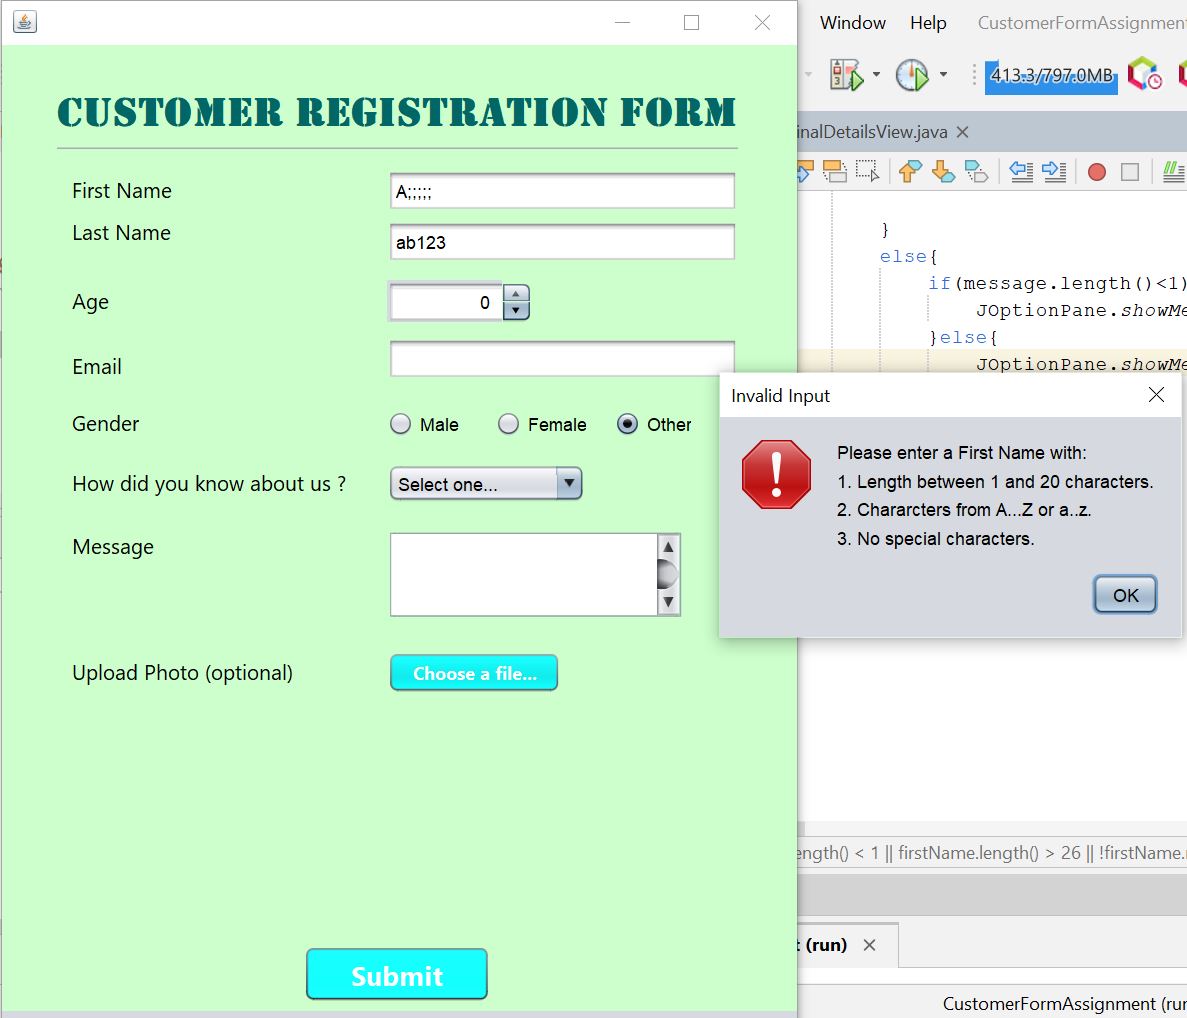 Window Help CustomerFormAssignment
413.3/797.0MB
CUSTOMER REGISTRATION FORM
inalDetailsView.java
First Name A;;;;;
Last Name ab123
}
else{
if(message.length()<1)
JOptionPane.showMe
}else{
JOptionPane.showMe
Age 0
Email
Gender Male Female Other
How did you know about us ? Select one...
Message
Upload Photo (optional) Choose a file...
Submit
Invalid Input
Please enter a First Name with:
1. Length between 1 and 20 characters.
2. Chararcters from A...Z or a..z.
3. No special characters.
OK
ength() < 1 || firstName.length() > 26 || !firstName.
t (run)
CustomerFormAssignment (run